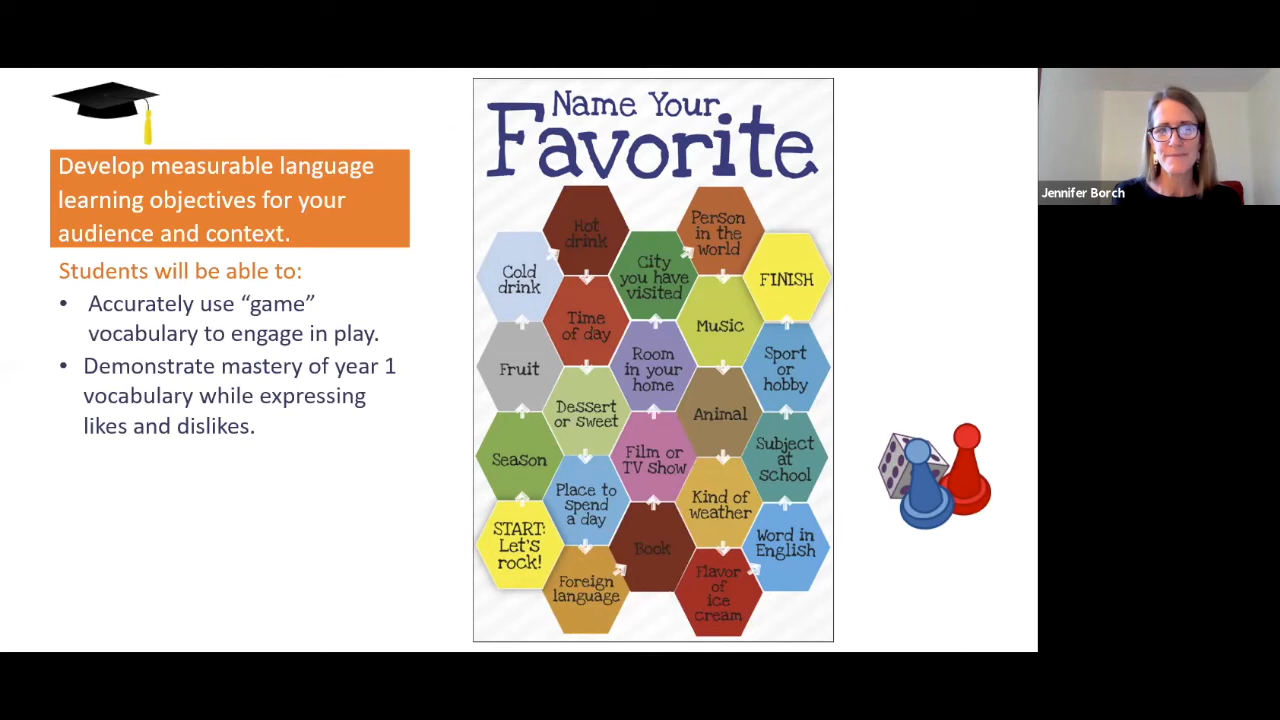 Develop measurable language
learning objectives for your
audience and context.
Students will be able to:
• Accurately use “game”
vocabulary to engage in play.
• Demonstrate mastery of year 1
vocabulary while expressing
likes and dislikes.
Name Your
Favorite
START:
Let's
rock!
Season
Fruit
Cold
drink
Hot
drink
Time
of day
Dessert
or sweet
Place to
spend
a day
Foreign
language
Book
Film or
TV show
Room
in your
home
City
you have
visited
Person
in the
world
Music
Animal
Kind of
weather
Flavor
of
ice
cream
Word in
English
Subject
at
school
Sport
or
hobby
FINISH
Jennifer Borch